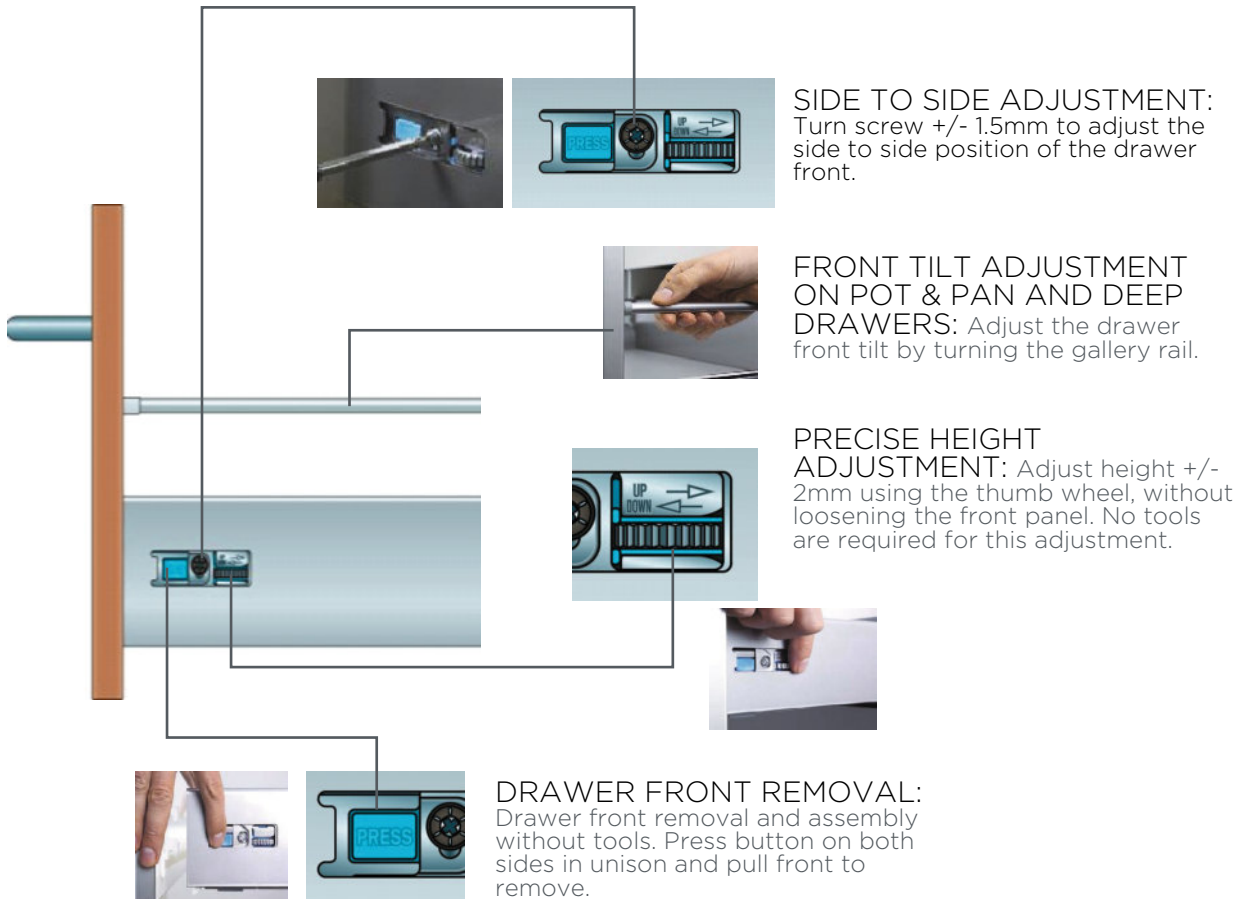 PRESS
UP
DOWN
SIDE TO SIDE ADJUSTMENT:
Turn screw +/- 1.5mm to adjust the
side to side position of the drawer
front.
FRONT TILT ADJUSTMENT
ON POT & PAN AND DEEP
DRAWERS: Adjust the drawer
front tilt by turning the gallery rail.
PRECISE HEIGHT
ADJUSTMENT: Adjust height +/-
2mm using the thumb wheel, without
loosening the front panel. No tools
are required for this adjustment.
UP
DOWN
PRESS
DRAWER FRONT REMOVAL:
Drawer front removal and assembly
without tools. Press button on both
sides in unison and pull front to
remove.